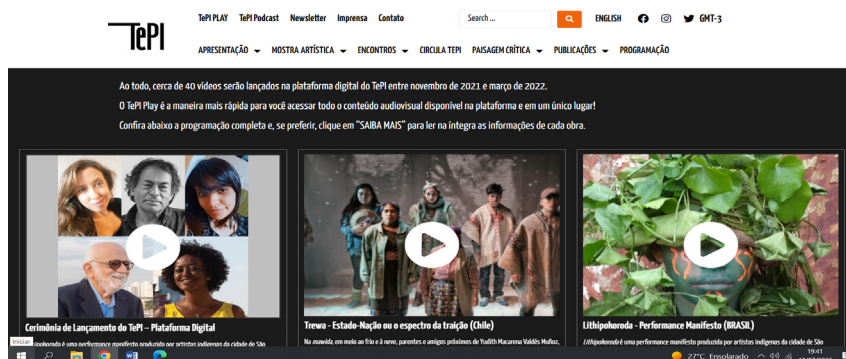 TePI PLAY TePI Podcast Newsletter Imprensa Contato Search ... ENGLISH GMT-3
TePI
APRESENTAÇÃO MOSTRA ARTÍSTICA ENCONTROS CIRCULA TEPI PAISAGEM CRÍTICA PUBLICAÇÕES PROGRAMAÇÃO
Ao todo, cerca de 40 vídeos serão lançados na plataforma digital do TePI entre novembro de 2021 e março de 2022.
O TePI Play é a maneira mais rápida para você acessar todo o conteúdo audiovisual disponível na plataforma e em um único lugar!
Confira abaixo a programação completa e, se preferir, clique em “SAIBA MAIS” para ler na íntegra as informações de cada obra.
Cerimônia de Lançamento do TePI – Plataforma Digital
Trewa - Estado-Nação ou o espectro da traição (Chile)
Lithipokoroda - Performance Manifesto (BRASIL)
Iniciar
é uma performance manifesto produzida por artistas indígenas da cidade de São
Na mawida, em meio ao frio e à neve, parentes e amigos próximos de Yudith Macarena Valdés Muñoz,
Lithipokoroda é uma performance manifesto produzida por artistas indígenas da cidade de São
27°C Ensolarado 19:41